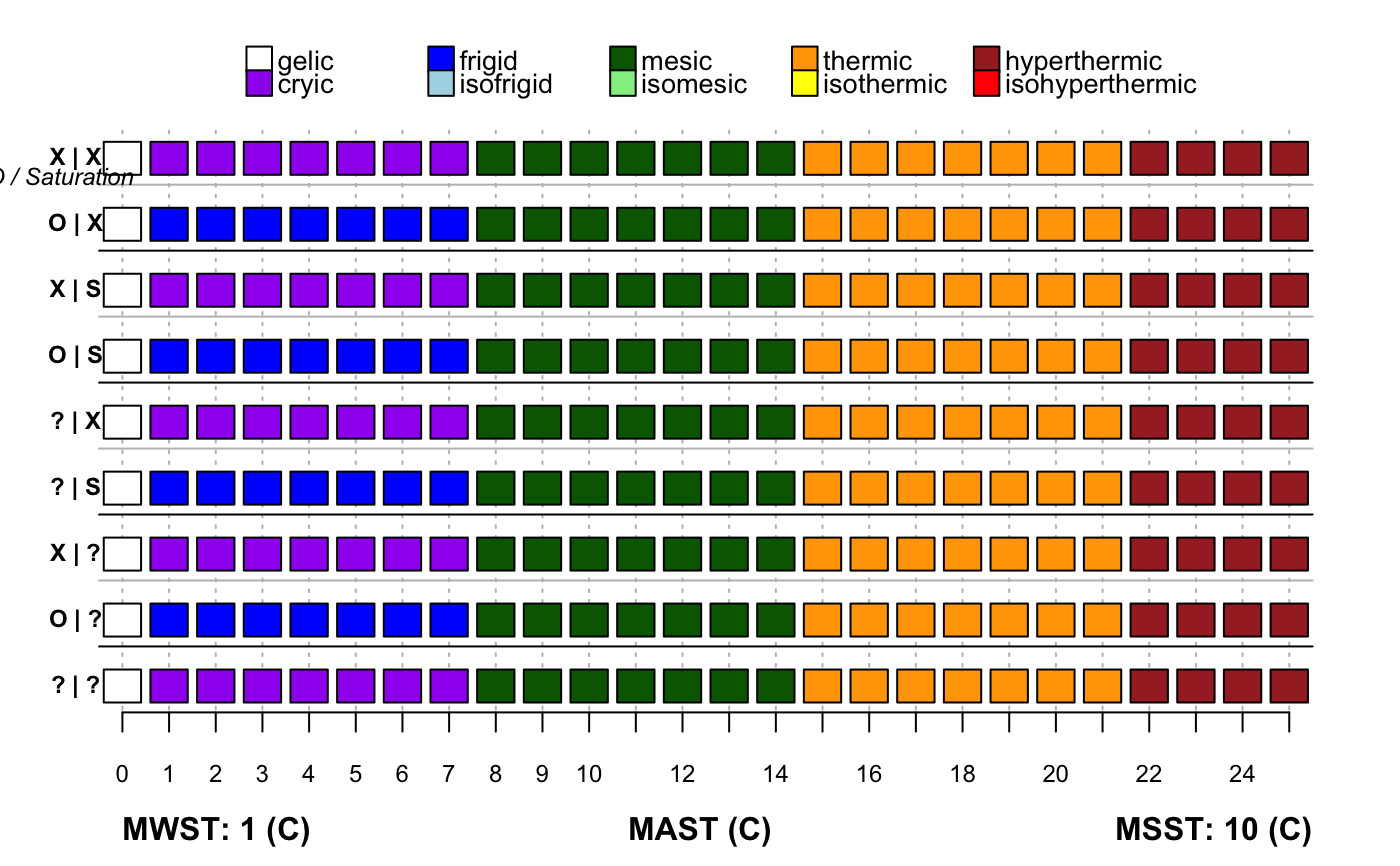 gelic frigid mesic thermic hyperthermic
cryic isofrigid isomesic isothermic isohyperthermic
X | X
/ Saturation
O | X
X | S
O | S
? | X
? | S
X | ?
O | ?
? | ?
0 1 2 3 4 5 6 7 8 9 10 12 14 16 18 20 22 24
MWST: 1 (C) MAST (C) MSST: 10 (C)